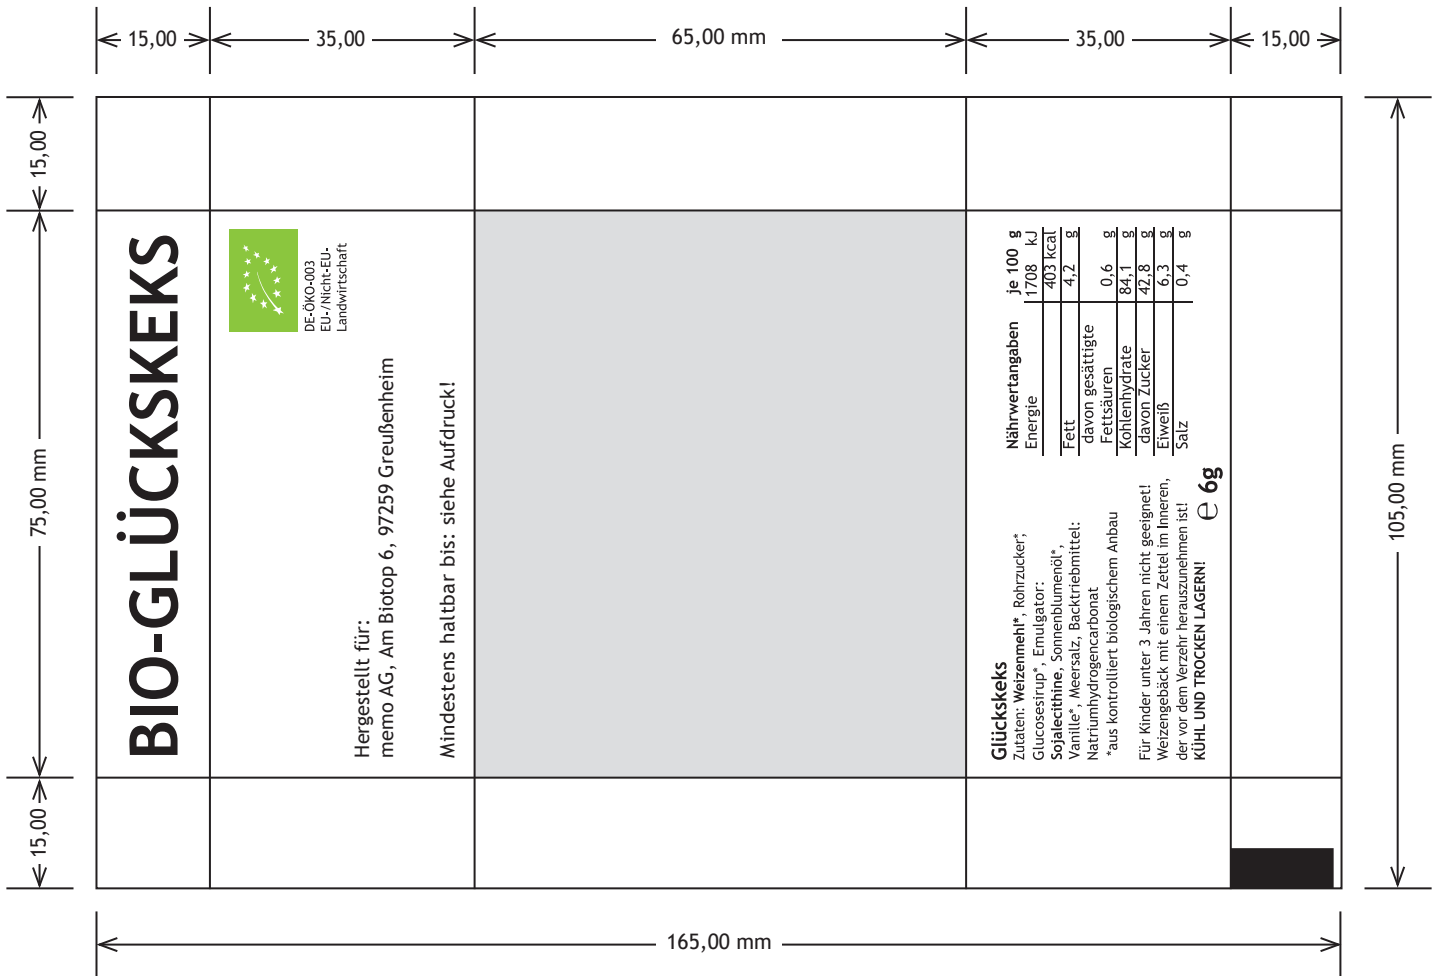 15,00
35,00
65,00 mm
35,00
15,00
15,00
75,00 mm
15,00
105,00 mm
165,00 mm
BIO-GLÜCKSKEKS
DE-ÖKO-003
EU-/Nicht-EU-
Landwirtschaft
Hergestellt für:
memo AG, Am Biotop 6, 97259 Greußenheim
Mindestens haltbar bis: siehe Aufdruck!
Glückskeks
Zutaten: Weizenmehl*, Rohrzucker*,
Glucosesirup*, Emulgator:
Sojalecithine, Sonnenblumenöl*,
Vanille*, Meersalz, Backtriebmittel:
Natriumhydrogencarbonat
*aus kontrolliert biologischem Anbau
Für Kinder unter 3 Jahren nicht geeignet!
Weizengebäck mit einem Zettel im Inneren,
der vor dem Verzehr herauszunehmen ist!
KÜHL UND TROCKEN LAGERN!
℮ 6g
Nährwertangaben je 100 g
Energie 1708 kJ
403 kcal
Fett 4,2 g
davon gesättigte
Fettsäuren 0,6 g
Kohlenhydrate 84,1 g
davon Zucker 42,8 g
Eiweiß 6,3 g
Salz 0,4 g